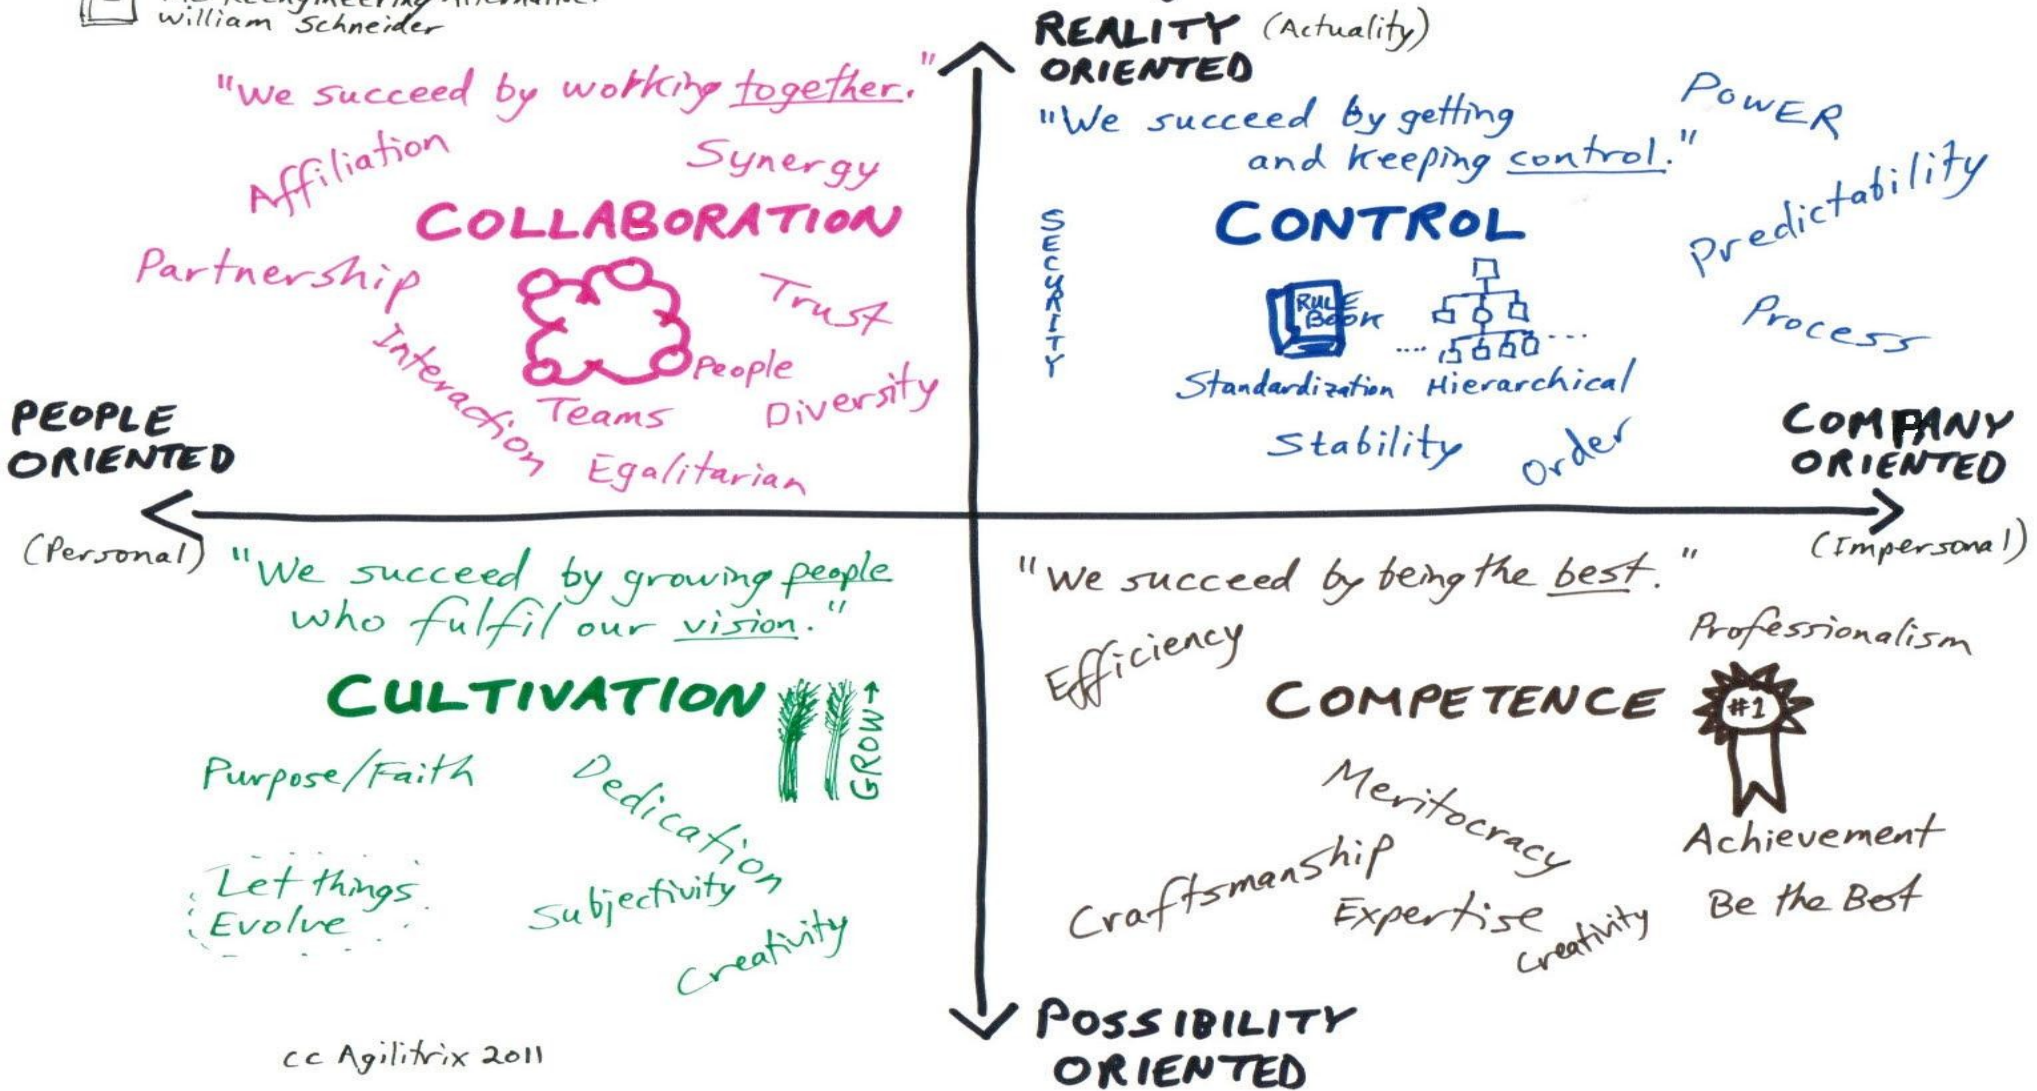 William Schneider
REALITY (Actuality)
ORIENTED
"We succeed by working together."
Affiliation
Synergy
COLLABORATION
Partnership
Trust
Interaction
People
Teams
Diversity
Egalitarian
"We succeed by getting
and keeping control."
POWER
Predictability
SECURITY
CONTROL
RULE
BOOK
Process
Standardization Hierarchical
Stability
Order
PEOPLE
ORIENTED
(Personal)
COMPANY
ORIENTED
(Impersonal)
"We succeed by growing people
who fulfil our vision."
CULTIVATION
GROW
Purpose/Faith
Dedication
Let things
Evolve
Subjectivity
Creativity
"We succeed by being the best."
Efficiency
Professionalism
COMPETENCE
#1
Meritocracy
Craftsmanship
Expertise
Creativity
Achievement
Be the Best
POSSIBILITY
ORIENTED
cc Agilitrix 2011